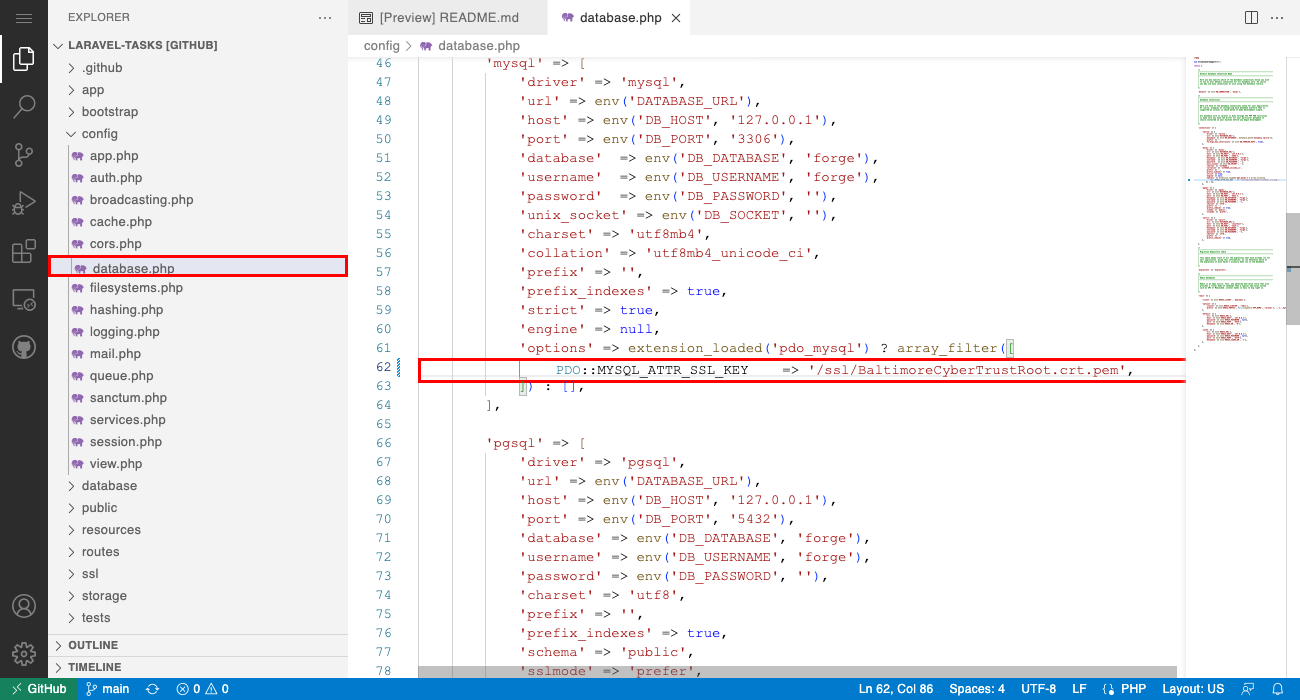 EXPLORER
LARAVEL-TASKS [GITHUB]
.github
app
bootstrap
config
app.php
auth.php
broadcasting.php
cache.php
cors.php
database.php
filesystems.php
hashing.php
logging.php
mail.php
queue.php
sanctum.php
services.php
session.php
view.php
database
public
resources
routes
ssl
storage
tests
OUTLINE
TIMELINE
[Preview] README.md
database.php
config > database.php
46 'mysql' => [
47 'driver' => 'mysql',
48 'url' => env('DATABASE_URL'),
49 'host' => env('DB_HOST', '127.0.0.1'),
50 'port' => env('DB_PORT', '3306'),
51 'database' => env('DB_DATABASE', 'forge'),
52 'username' => env('DB_USERNAME', 'forge'),
53 'password' => env('DB_PASSWORD', ''),
54 'unix_socket' => env('DB_SOCKET', ''),
55 'charset' => 'utf8mb4',
56 'collation' => 'utf8mb4_unicode_ci',
57 'prefix' => '',
58 'prefix_indexes' => true,
59 'strict' => true,
60 'engine' => null,
61 'options' => extension_loaded('pdo_mysql') ? array_filter([
62 PDO::MYSQL_ATTR_SSL_KEY => '/ssl/BaltimoreCyberTrustRoot.crt.pem',
63 ]) : [],
64 ],
65
66 'pgsql' => [
67 'driver' => 'pgsql',
68 'url' => env('DATABASE_URL'),
69 'host' => env('DB_HOST', '127.0.0.1'),
70 'port' => env('DB_PORT', '5432'),
71 'database' => env('DB_DATABASE', 'forge'),
72 'username' => env('DB_USERNAME', 'forge'),
73 'password' => env('DB_PASSWORD', ''),
74 'charset' => 'utf8',
75 'prefix' => '',
76 'prefix_indexes' => true,
77 'schema' => 'public',
78 'sslmode' => 'prefer',
GitHub main 0 0 Ln 62, Col 86 Spaces: 4 UTF-8 LF PHP Layout: US